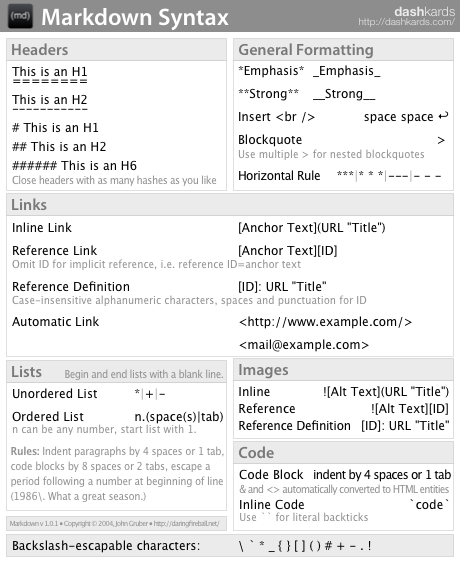 (md) Markdown Syntax
dashkards
http://dashkards.com/
Headers
This is an H1
========
This is an H2
-----------
# This is an H1
## This is an H2
###### This is an H6
Close headers with as many hashes as you like
General Formatting
*Emphasis* _Emphasis_
**Strong** __Strong__
Insert <br /> space space ↩
Blockquote >
Use multiple > for nested blockquotes
Horizontal Rule ***|* * *|---|- - -
Links
Inline Link [Anchor Text](URL "Title")
Reference Link [Anchor Text][ID]
Omit ID for implicit reference, i.e. reference ID=anchor text
Reference Definition [ID]: URL "Title"
Case-insensitive alphanumeric characters, spaces and punctuation for ID
Automatic Link <http://www.example.com/>
<mail@example.com>
Lists Begin and end lists with a blank line.
Unordered List *|+|-
Ordered List n.(space(s)|tab)
n can be any number, start list with 1.
Rules: Indent paragraphs by 4 spaces or 1 tab,
code blocks by 8 spaces or 2 tabs, escape a
period following a number at beginning of line
(1986\. What a great season.)
Markdown v 1.0.1 • Copyright © 2004, John Gruber • http://daringfireball.net/
Images
Inline ![Alt Text](URL "Title")
Reference ![Alt Text][ID]
Reference Definition [ID]: URL "Title"
Code
Code Block indent by 4 spaces or 1 tab
& and <> automatically converted to HTML entities
Inline Code `code`
Use `` for literal backticks
Backslash-escapable characters: \ ` * _ { } [ ] ( ) # + - . !